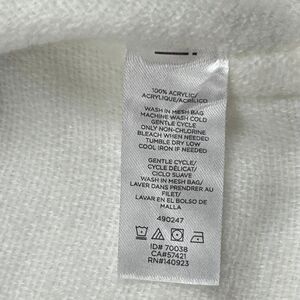 100% ACRYLIC/
ACRYLIQUE/ACRÍLICO
WASH IN MESH BAG
MACHINE WASH COLD
GENTLE CYCLE
ONLY NON-CHLORINE
BLEACH WHEN NEEDED
TUMBLE DRY LOW
COOL IRON IF NEEDED
GENTLE CYCLE/
CYCLE DÉLICAT/
CICLO SUAVE
WASH IN MESH BAG/
LAVER DANS PRENDRER AU
FILET/
LAVAR EN EL BOLSO DE
MALLA
490247
ID# 70038
CA#57421
RN#140923